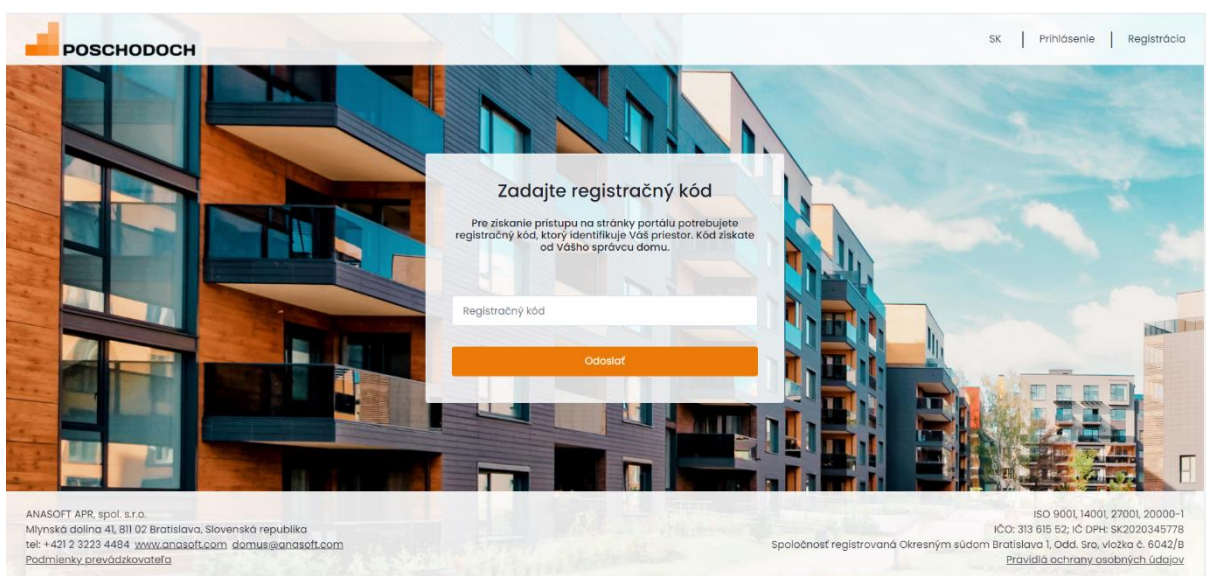 POSCHODOCH
SK | Prihlásenie | Registrácia
Zadajte registračný kód
Pre získanie prístupu na stránky portálu potrebujete
registračný kód, ktorý identifikuje Váš priestor. Kód získate
od Vášho správcu domu.
Registračný kód
Odoslať
ANASOFT APR, spol. s.r.o.
Mlynská dolina 41, 811 02 Bratislava, Slovenská republika
tel: +421 2 3223 4484 www.anasoft.com domus@anasoft.com
Podmienky prevádzkovateľa
ISO 9001, 14001, 27001, 20000-1
IČO: 313 615 52; IČ DPH: SK2020345778
Spoločnosť registrovaná Okresným súdom Bratislava 1, Odd. Sro, vložka č. 6042/B
Pravidlá ochrany osobných údajov